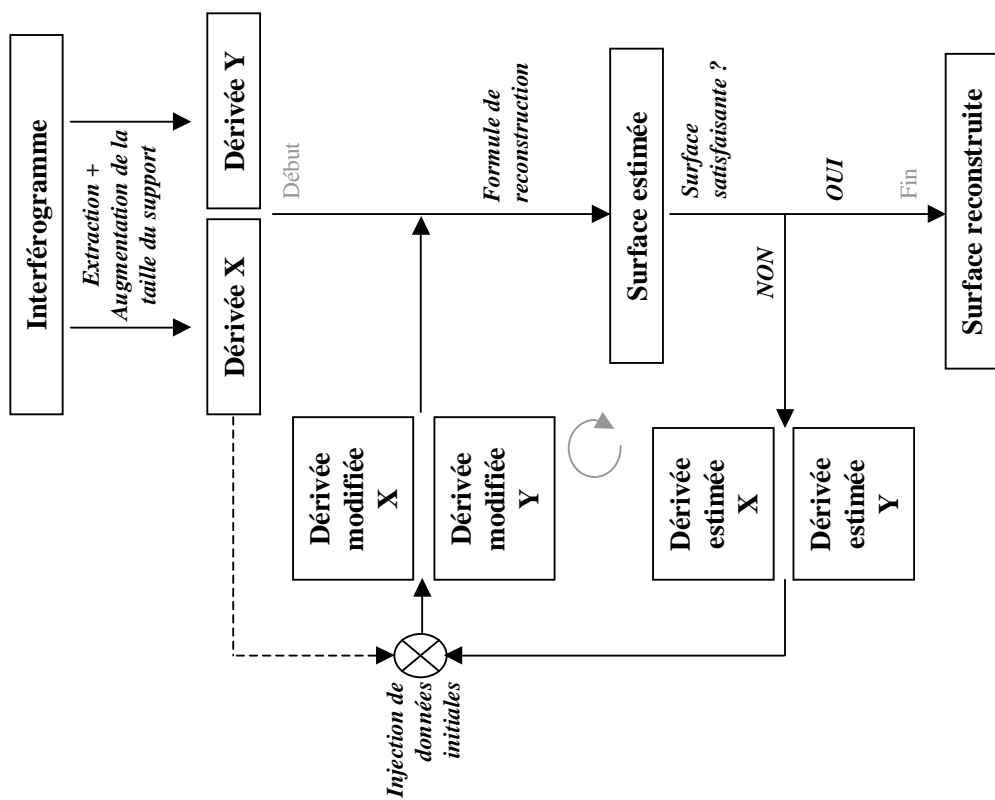 Interférogramme
Extraction +
Augmentation de la
taille du support
Dérivée X
Dérivée Y
Début
Dérivée
modifiée
X
Dérivée
modifiée
Y
Injection de
données
initiales
Formule de
reconstruction
Surface estimée
Surface
satisfaisante ?
NON
OUI
Dérivée
estimée
X
Dérivée
estimée
Y
Fin
Surface reconstruite